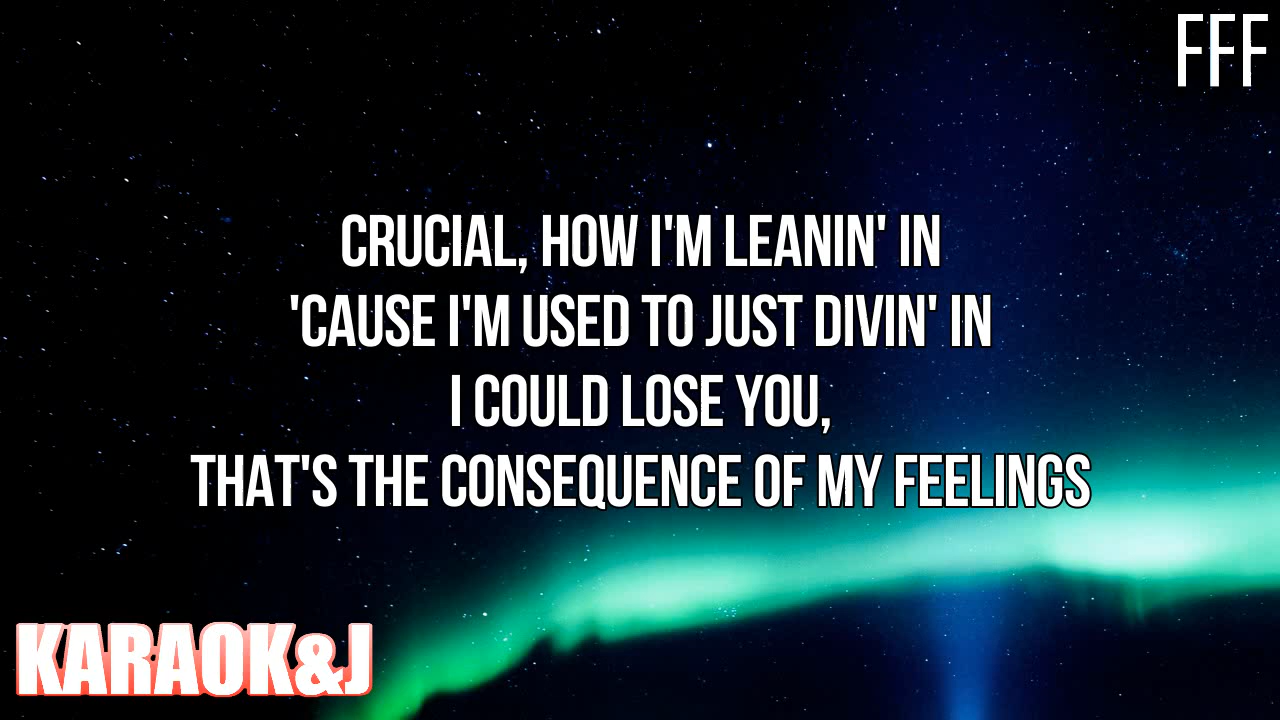 FFF
CRUCIAL, HOW I'M LEANIN' IN
'CAUSE I'M USED TO JUST DIVIN' IN
I COULD LOSE YOU,
THAT'S THE CONSEQUENCE OF MY FEELINGS
KARAOK&J